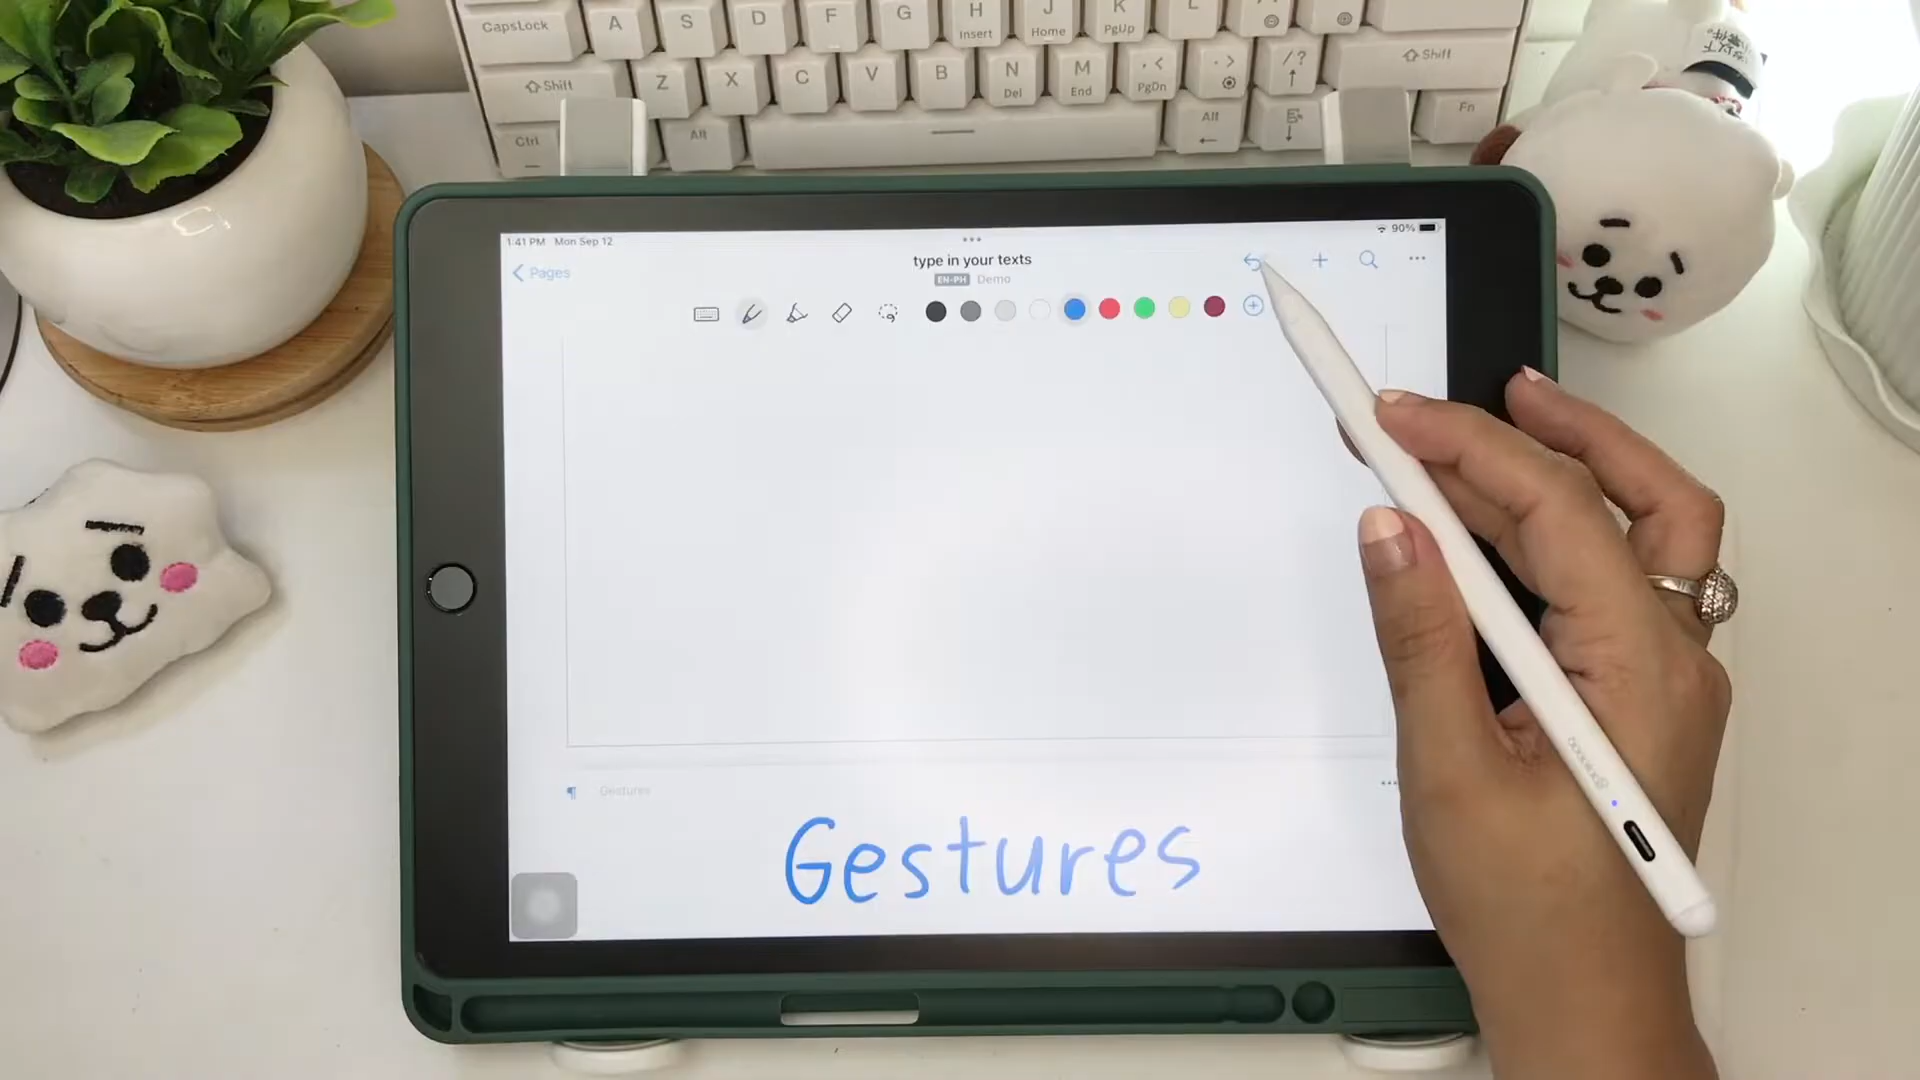 CapsLock A S D F G H Insert J Home K PgUp L
Shift Z X C V B N Del M End , < PgDn . > / ? Shift
Ctrl Alt Alt Fn
1:41 PM Mon Sep 12
90%
type in your texts
Pages
EN-PH Demo
Gestures
Gestures
goojodoq